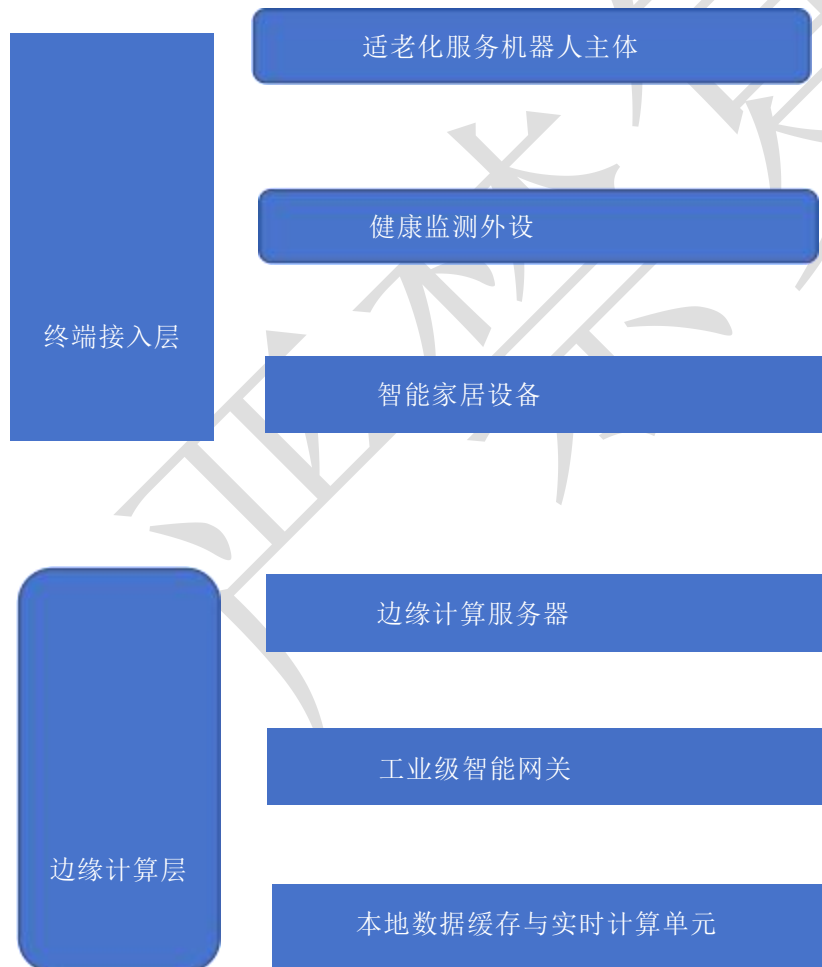 适老化服务机器人主体
健康监测外设
终端接入层
智能家居设备
边缘计算服务器
工业级智能网关
边缘计算层
本地数据缓存与实时计算单元
严禁